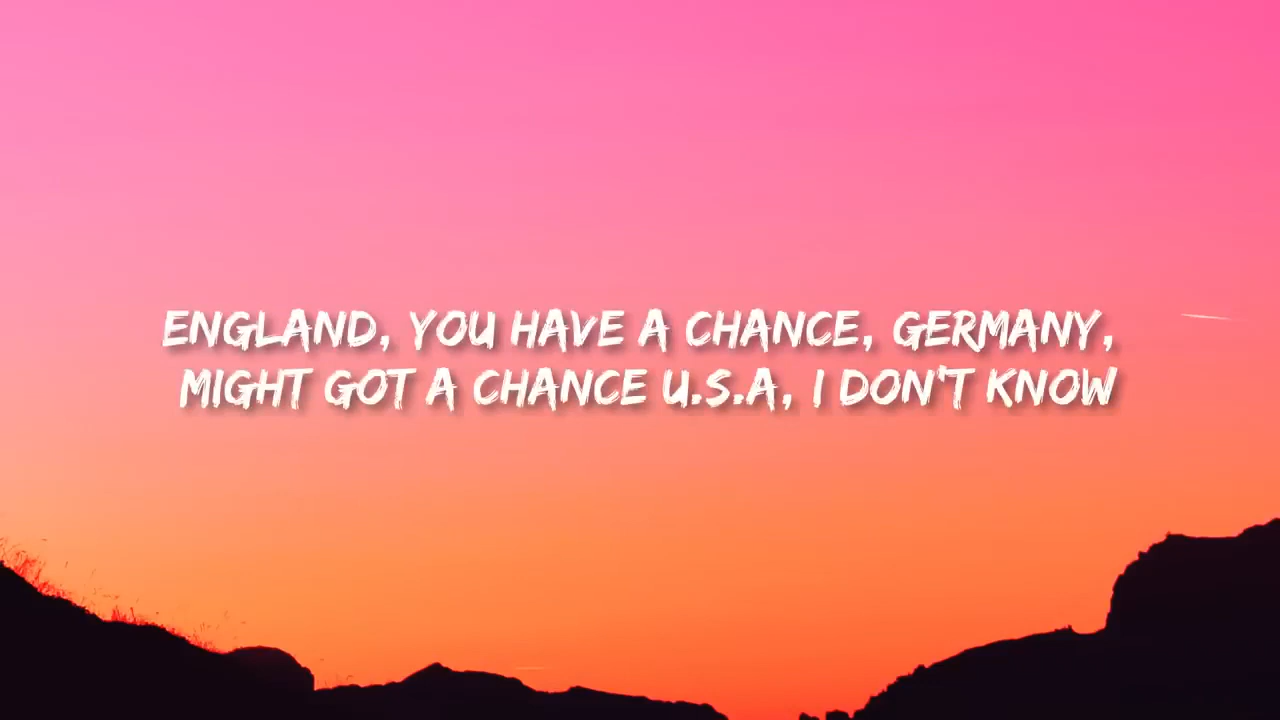 ENGLAND, YOU HAVE A CHANCE, GERMANY,
MIGHT GOT A CHANCE U.S.A, I DON'T KNOW